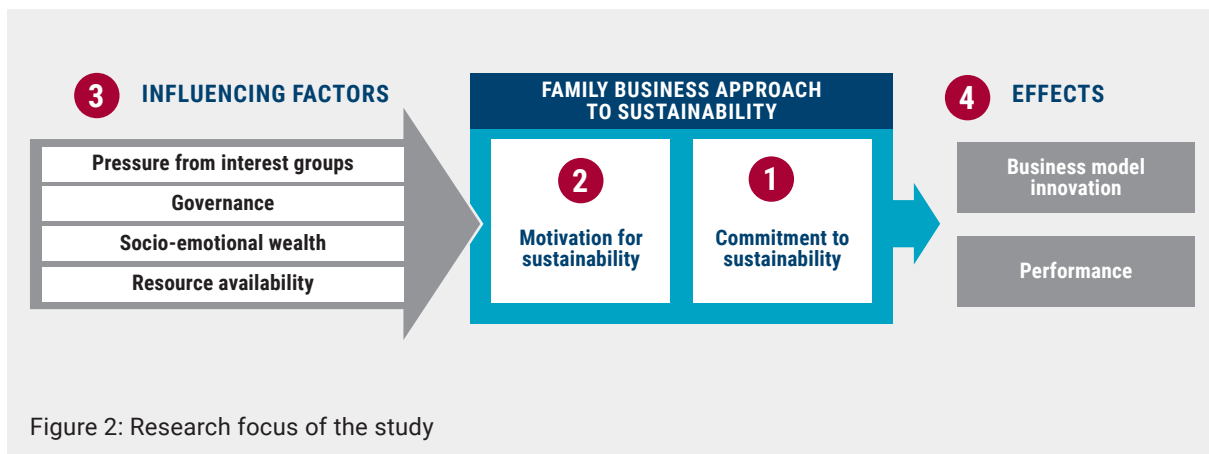 3 INFLUENCING FACTORS
Pressure from interest groups
Governance
Socio-emotional wealth
Resource availability
FAMILY BUSINESS APPROACH
TO SUSTAINABILITY
2
Motivation for
sustainability
1
Commitment to
sustainability
4 EFFECTS
Business model
innovation
Performance
Figure 2: Research focus of the study